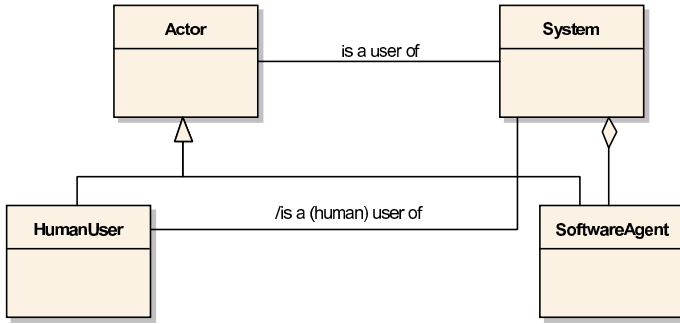 Actor
System
is a user of
/is a (human) user of
HumanUser
SoftwareAgent